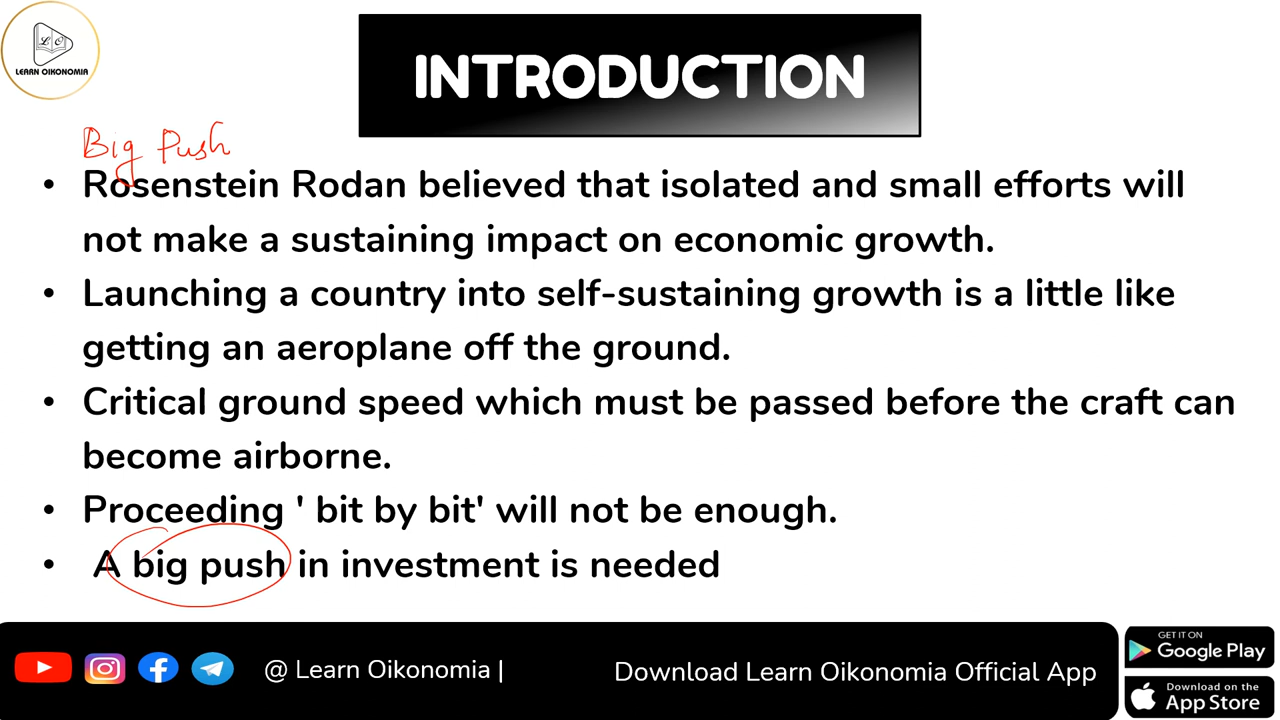 LO
LEARN OIKONOMIA
INTRODUCTION
Big Push
• Rosenstein Rodan believed that isolated and small efforts will
not make a sustaining impact on economic growth.
• Launching a country into self-sustaining growth is a little like
getting an aeroplane off the ground.
• Critical ground speed which must be passed before the craft can
become airborne.
• Proceeding ' bit by bit' will not be enough.
• A big push in investment is needed
@ Learn Oikonomia |
Download Learn Oikonomia Official App
GET IT ON
Google Play
Download on the
App Store